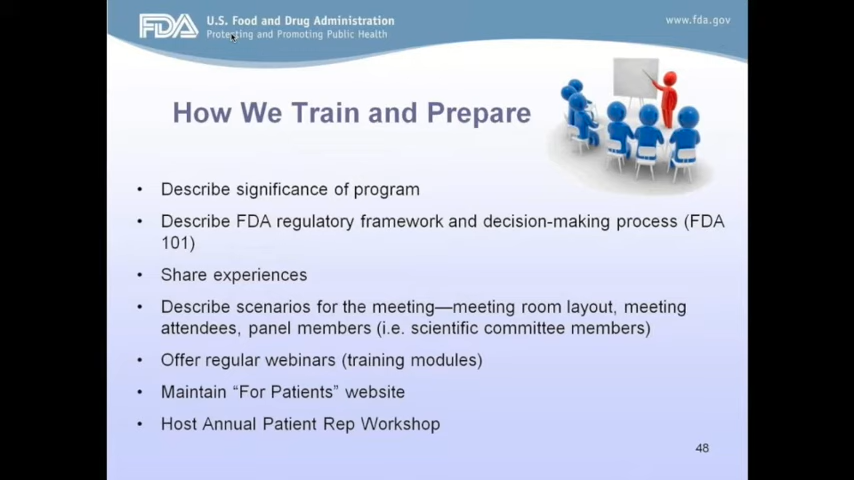 FDA
U.S. Food and Drug Administration
Protecting and Promoting Public Health
www.fda.gov
How We Train and Prepare
• Describe significance of program
• Describe FDA regulatory framework and decision-making process (FDA
101)
• Share experiences
• Describe scenarios for the meeting—meeting room layout, meeting
attendees, panel members (i.e. scientific committee members)
• Offer regular webinars (training modules)
• Maintain “For Patients” website
• Host Annual Patient Rep Workshop
48